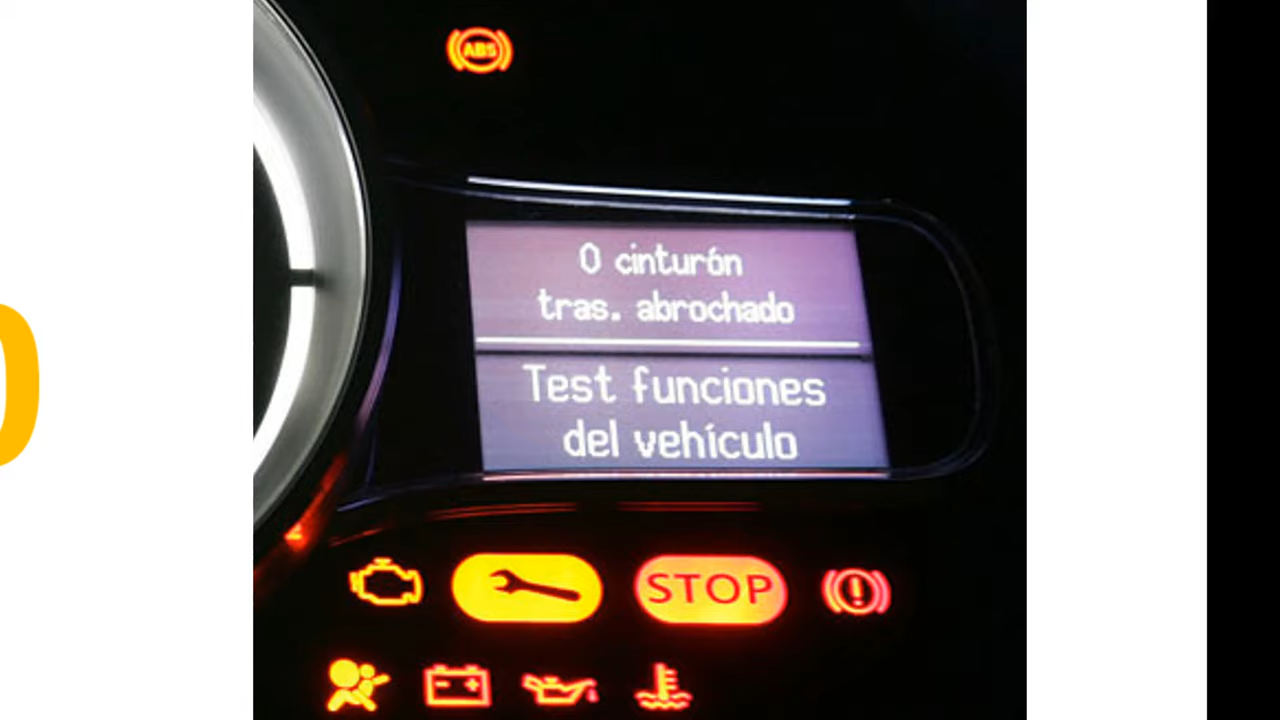 ABS
0 cinturón
tras. abrochado
Test funciones
del vehículo
STOP